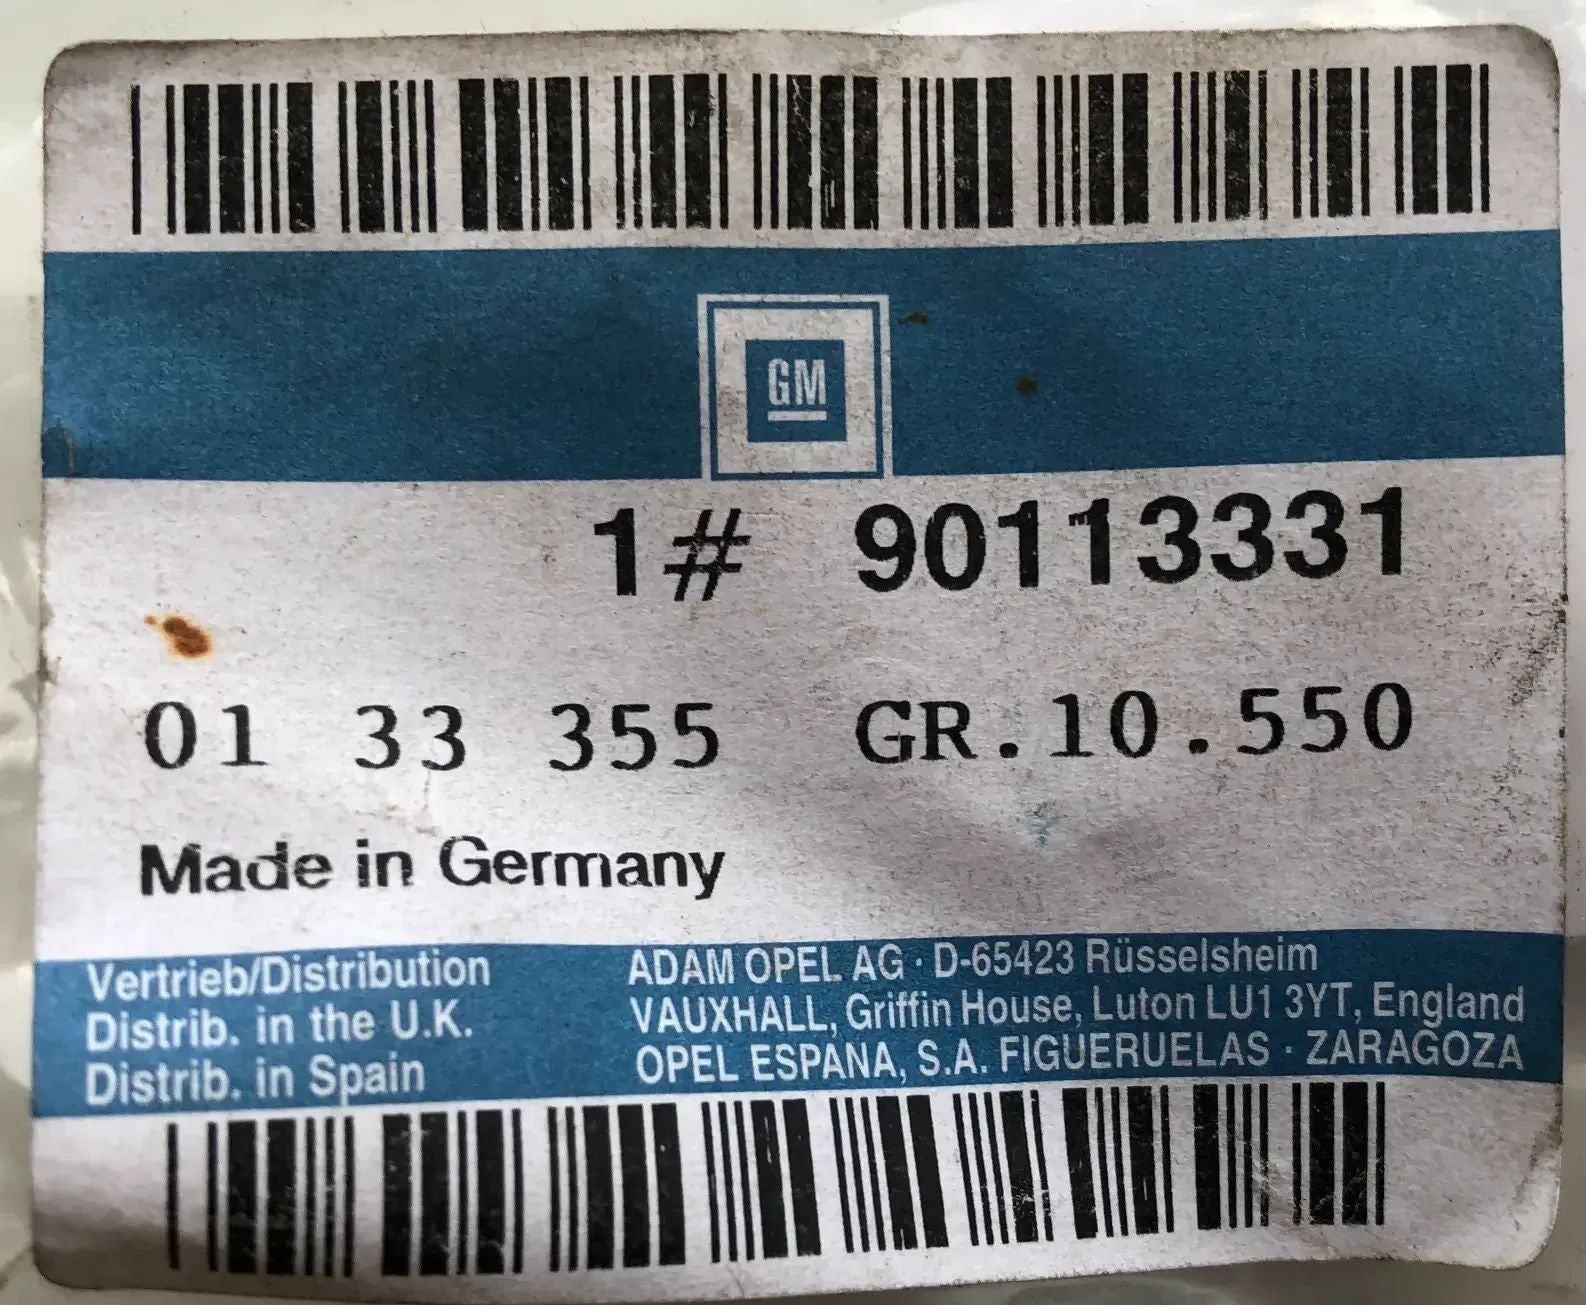 GM
1# 90113331
01 33 355 GR.10.550
Made in Germany
Vertrieb/Distribution ADAM OPEL AG · D-65423 Rüsselsheim
Distrib. in the U.K. VAUXHALL, Griffin House, Luton LU1 3YT, England
Distrib. in Spain OPEL ESPANA, S.A. FIGUERUELAS · ZARAGOZA